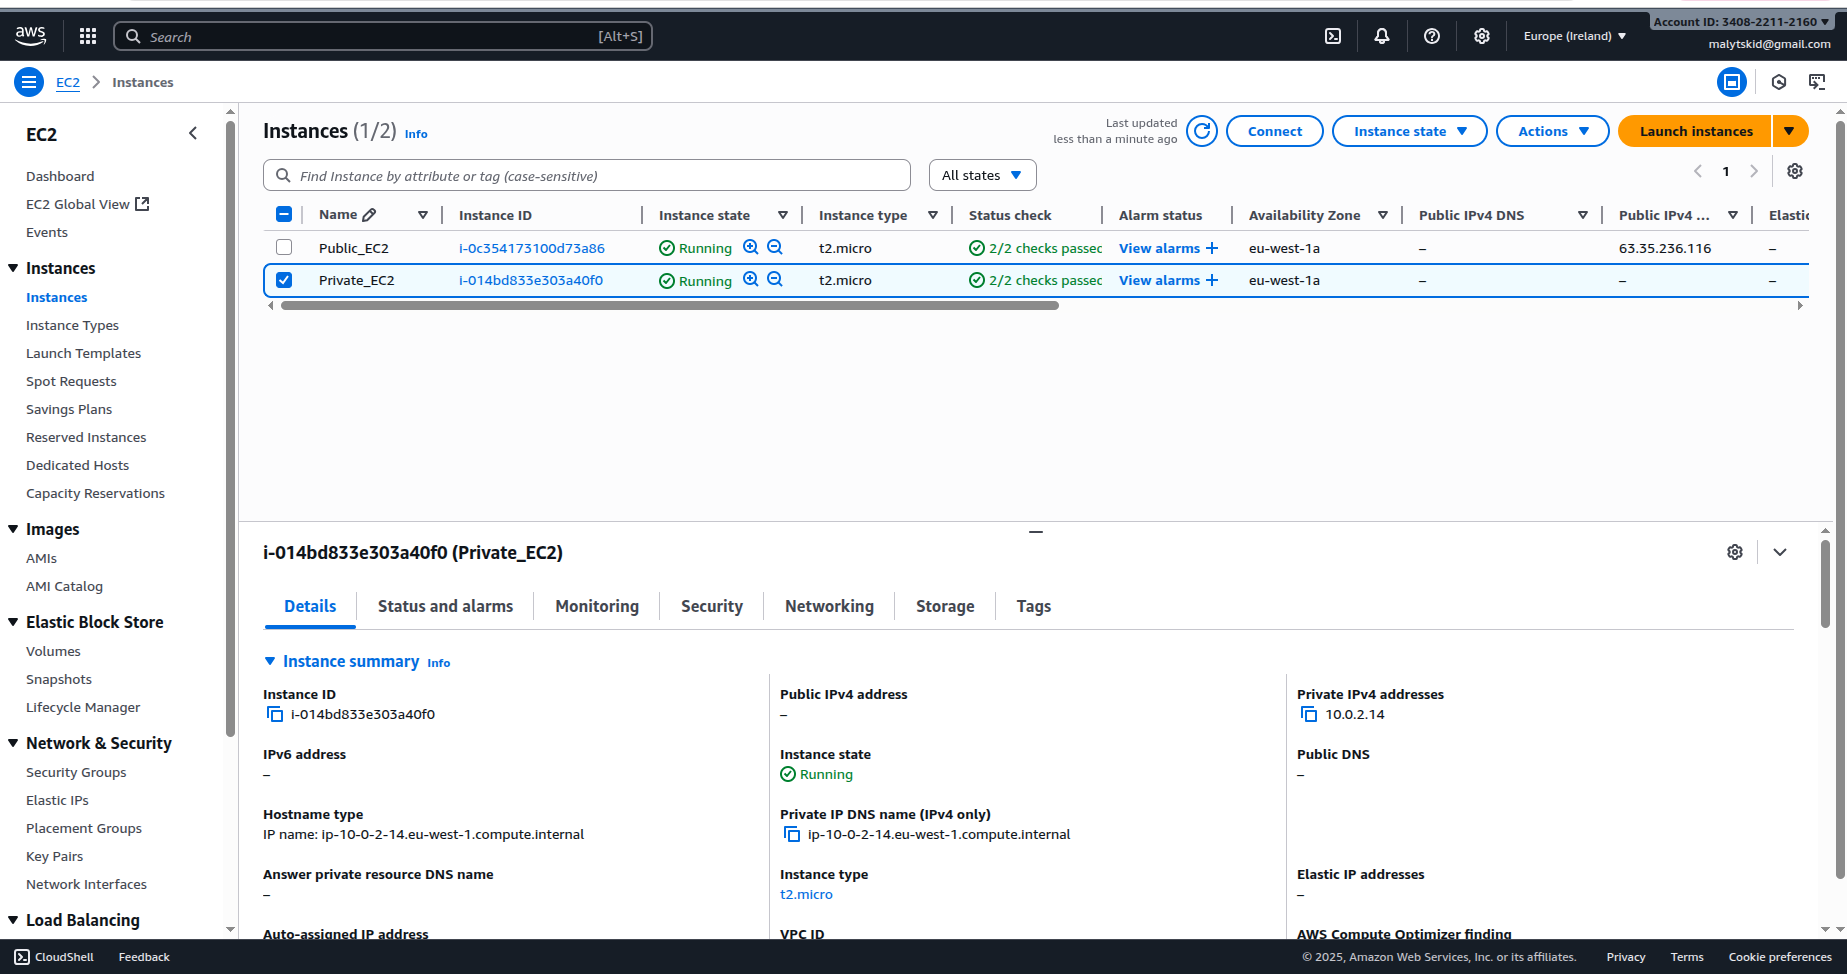 aws
Search [Alt+S]
Europe (Ireland)
Account ID: 3408-2211-2160
malytskid@gmail.com
EC2 Instances
EC2
Dashboard
EC2 Global View
Events
Instances
Instances
Instance Types
Launch Templates
Spot Requests
Savings Plans
Reserved Instances
Dedicated Hosts
Capacity Reservations
Images
AMIs
AMI Catalog
Elastic Block Store
Volumes
Snapshots
Lifecycle Manager
Network & Security
Security Groups
Elastic IPs
Placement Groups
Key Pairs
Network Interfaces
Load Balancing
Instances (1/2) Info
Last updated
less than a minute ago
Connect
Instance state
Actions
Launch instances
Find Instance by attribute or tag (case-sensitive)
All states
1
Name Instance ID Instance state Instance type Status check Alarm status Availability Zone Public IPv4 DNS Public IPv4 ... Elastic
Public_EC2 i-0c354173100d73a86 Running t2.micro 2/2 checks passec View alarms + eu-west-1a – 63.35.236.116 –
Private_EC2 i-014bd833e303a40f0 Running t2.micro 2/2 checks passec View alarms + eu-west-1a – – –
i-014bd833e303a40f0 (Private_EC2)
Details Status and alarms Monitoring Security Networking Storage Tags
Instance summary Info
Instance ID
i-014bd833e303a40f0
Public IPv4 address
–
Private IPv4 addresses
10.0.2.14
IPv6 address
–
Instance state
Running
Public DNS
–
Hostname type
IP name: ip-10-0-2-14.eu-west-1.compute.internal
Private IP DNS name (IPv4 only)
ip-10-0-2-14.eu-west-1.compute.internal
Answer private resource DNS name
–
Instance type
t2.micro
Elastic IP addresses
–
Auto-assigned IP address
VPC ID
AWS Compute Optimizer finding
CloudShell Feedback
© 2025, Amazon Web Services, Inc. or its affiliates. Privacy Terms Cookie preferences